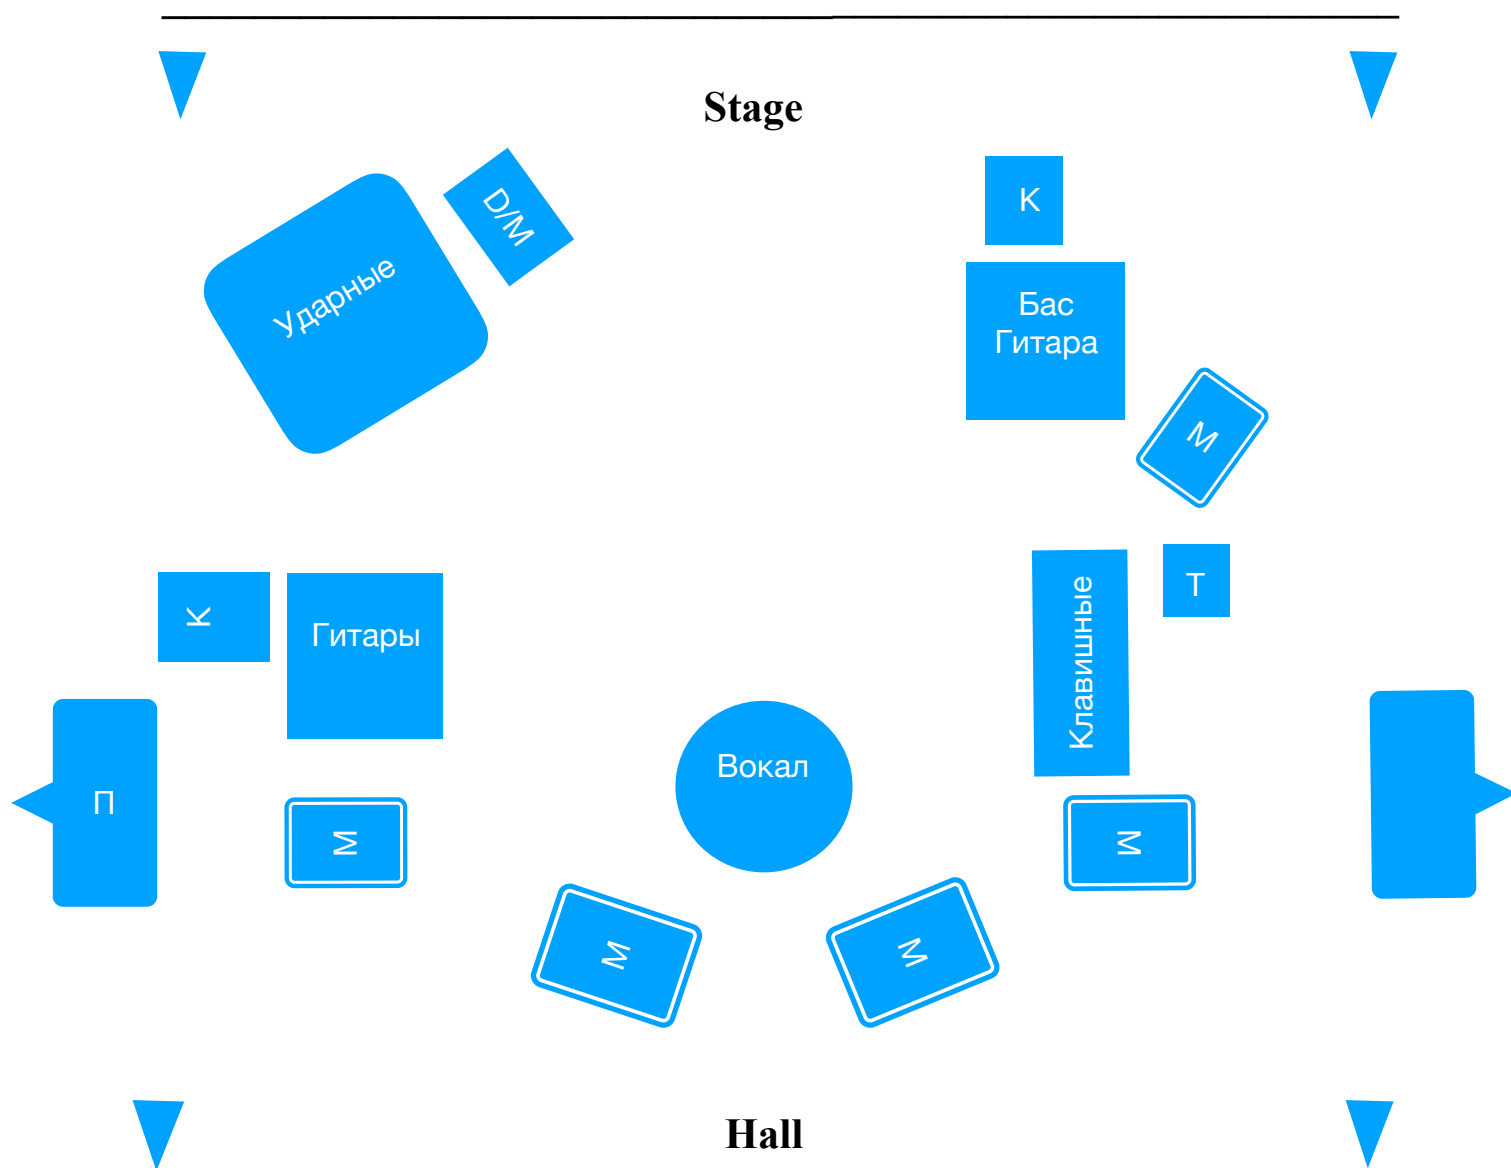 Stage
D/M
К
Ударные
Бас
Гитара
М
Т
К
Гитары
Клавишные
П
Вокал
М
М
М
М
Hall